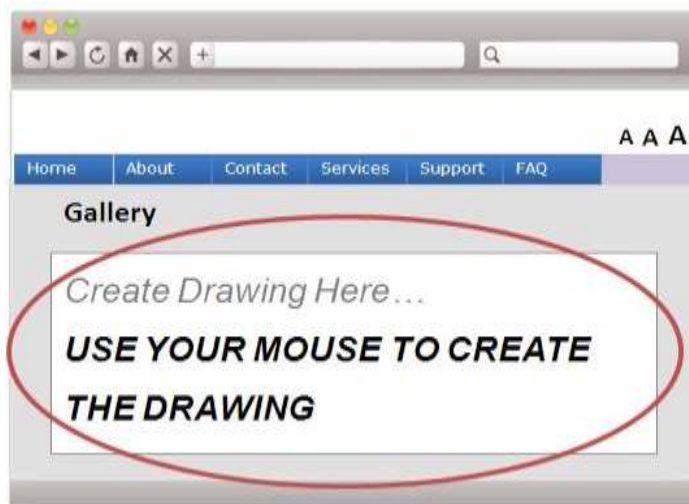 A A A
Home About Contact Services Support FAQ
Gallery
Create Drawing Here...
USE YOUR MOUSE TO CREATE
THE DRAWING